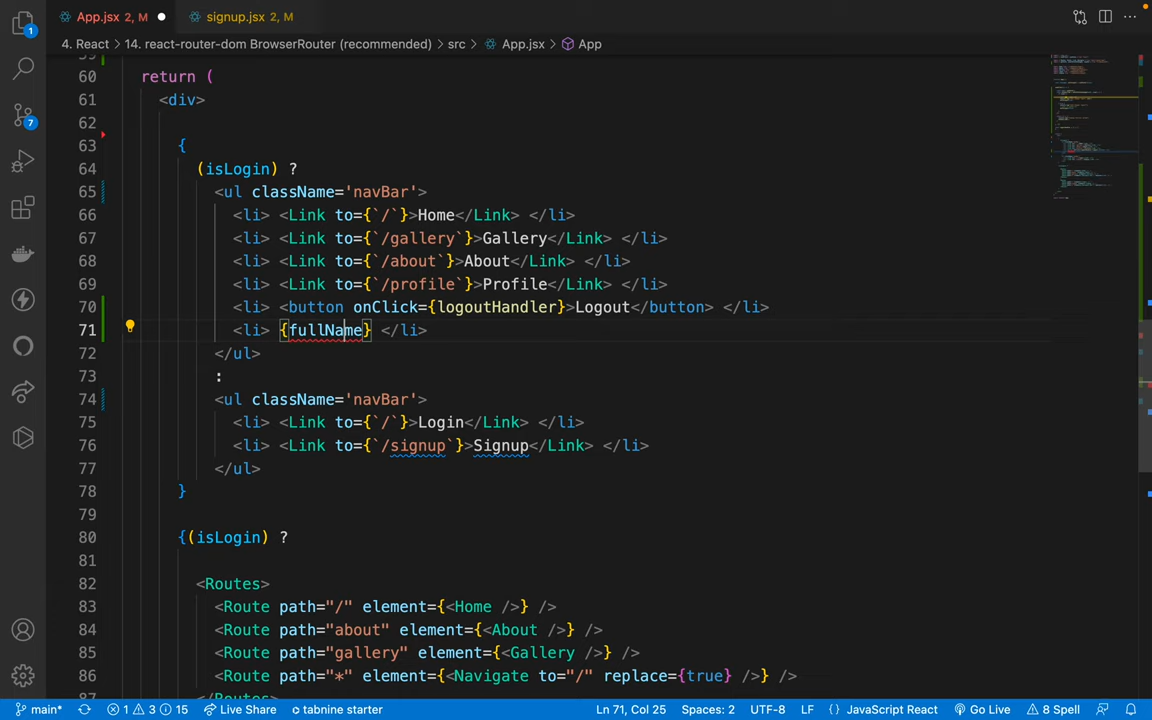 App.jsx 2, M
signup.jsx 2, M
4. React > 14. react-router-dom BrowserRouter (recommended) > src > App.jsx > App
60 return (
61 <div>
62
63 {
64 (isLogin) ?
65 <ul className='navBar'>
66 <li> <Link to={`/`}>Home</Link> </li>
67 <li> <Link to={`/gallery`}>Gallery</Link> </li>
68 <li> <Link to={`/about`}>About</Link> </li>
69 <li> <Link to={`/profile`}>Profile</Link> </li>
70 <li> <button onClick={logoutHandler}>Logout</button> </li>
71 <li> {fullName} </li>
72 </ul>
73 :
74 <ul className='navBar'>
75 <li> <Link to={`/`}>Login</Link> </li>
76 <li> <Link to={`/signup`}>Signup</Link> </li>
77 </ul>
78 }
79
80 {(isLogin) ?
81
82 <Routes>
83 <Route path="/" element={<Home />} />
84 <Route path="about" element={<About />} />
85 <Route path="gallery" element={<Gallery />} />
86 <Route path="*" element={<Navigate to="/" replace={true} />} />
87 </Routes>
1
7
main* 1 3 15 Live Share tabnine starter Ln 71, Col 25 Spaces: 2 UTF-8 LF {} JavaScript React Go Live 8 Spell